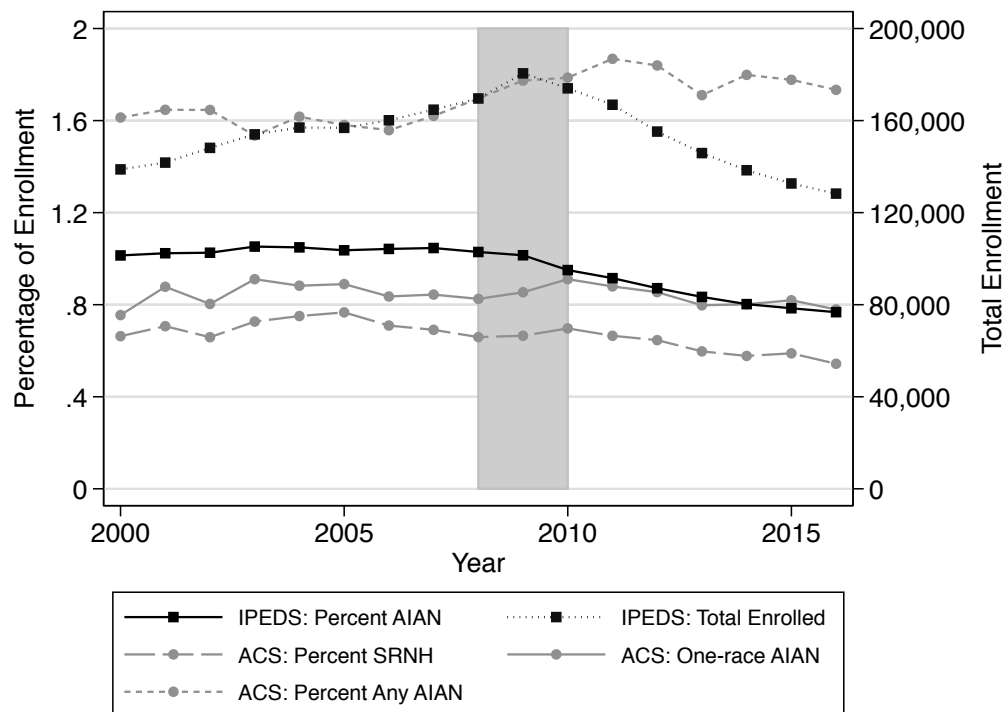 2
1.6
1.2
.8
.4
0
Percentage of Enrollment
200,000
160,000
120,000
80,000
40,000
0
Total Enrollment
2000
2005
2010
2015
Year
IPEDS: Percent AIAN
IPEDS: Total Enrolled
ACS: Percent SRNH
ACS: One-race AIAN
ACS: Percent Any AIAN